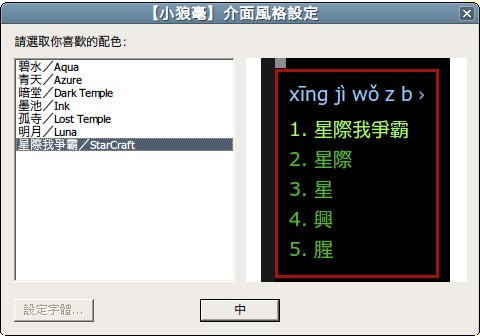 【小狼毫】介面風格設定
請選取你喜歡的配色：
碧水／Aqua
青天／Azure
暗堂／Dark Temple
墨池／Ink
孤寺／Lost Temple
明月／Luna
星際我爭霸／StarCraft
xīng jì wǒ z b ›
1. 星際我爭霸
2. 星際
3. 星
4. 興
5. 腥
設定字體...
中